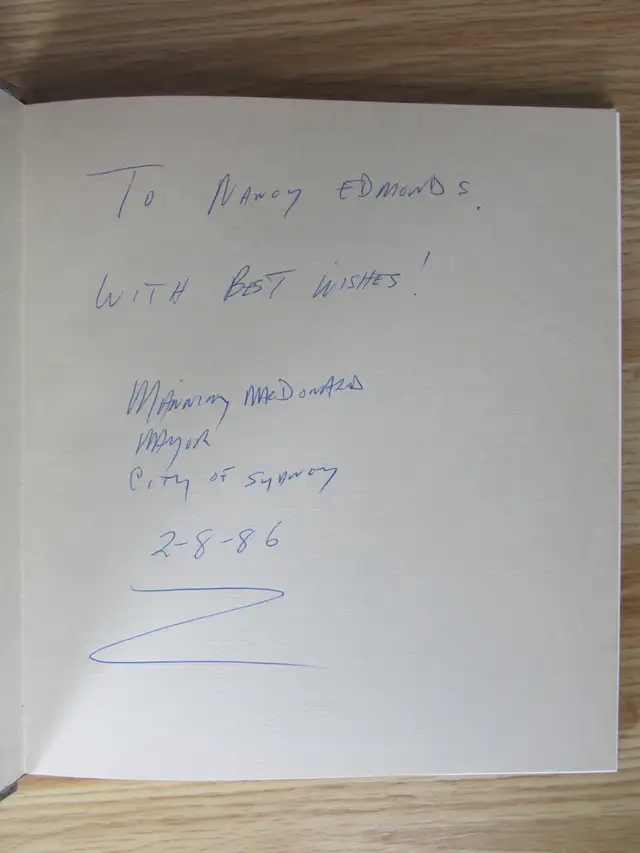 To Nancy EDMONDS.
WITH BEST WISHES!
Manning MacDonald
Mayor
City of Sydney
2-8-86